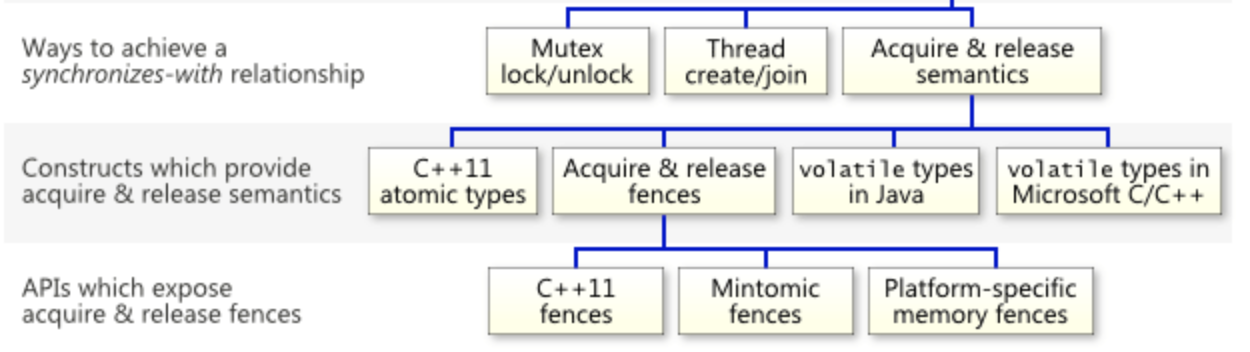 Ways to achieve a
synchronizes-with relationship
Mutex
lock/unlock
Thread
create/join
Acquire & release
semantics
Constructs which provide
acquire & release semantics
C++11
atomic types
Acquire & release
fences
volatile types
in Java
volatile types in
Microsoft C/C++
APIs which expose
acquire & release fences
C++11
fences
Mintomic
fences
Platform-specific
memory fences